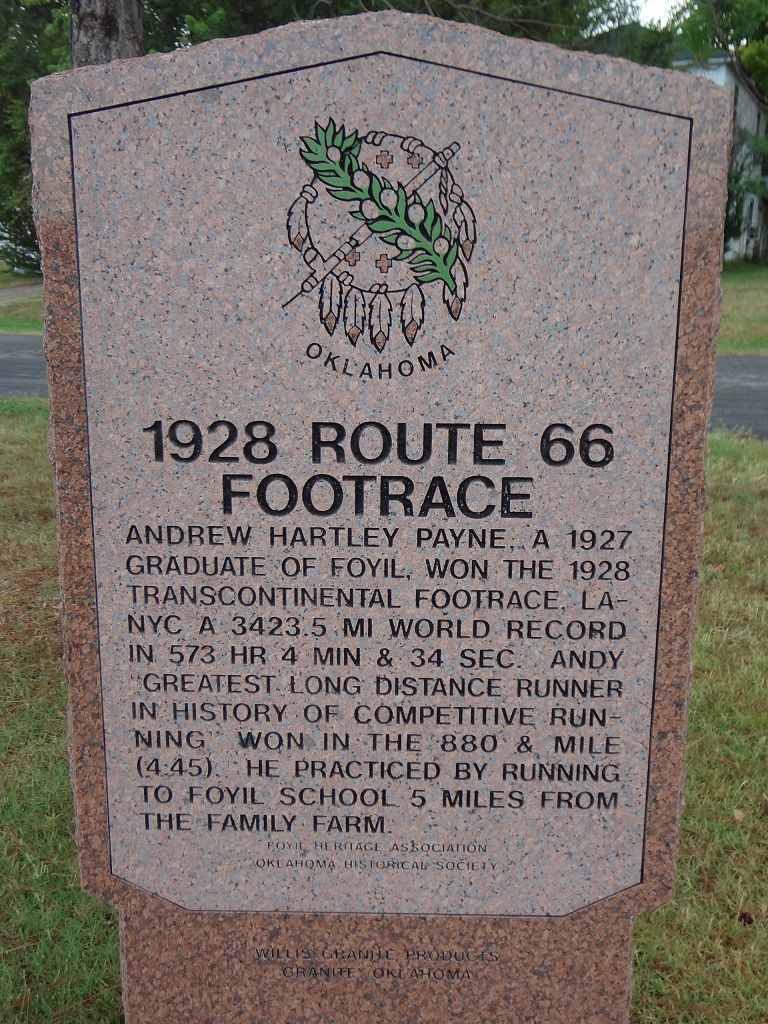 OKLAHOMA
1928 ROUTE 66
FOOTRACE
ANDREW HARTLEY PAYNE, A 1927
GRADUATE OF FOYIL, WON THE 1928
TRANSCONTINENTAL FOOTRACE, LA-
NYC A 3423.5 MI WORLD RECORD
IN 573 HR 4 MIN & 34 SEC. ANDY
"GREATEST LONG DISTANCE RUNNER
IN HISTORY OF COMPETITIVE RUN-
NING" WON IN THE 880 & MILE
(4:45). HE PRACTICED BY RUNNING
TO FOYIL SCHOOL 5 MILES FROM
THE FAMILY FARM.
FOYIL HERITAGE ASSOCIATION
OKLAHOMA HISTORICAL SOCIETY
WILLIS GRANITE PRODUCTS
GRANITE, OKLAHOMA